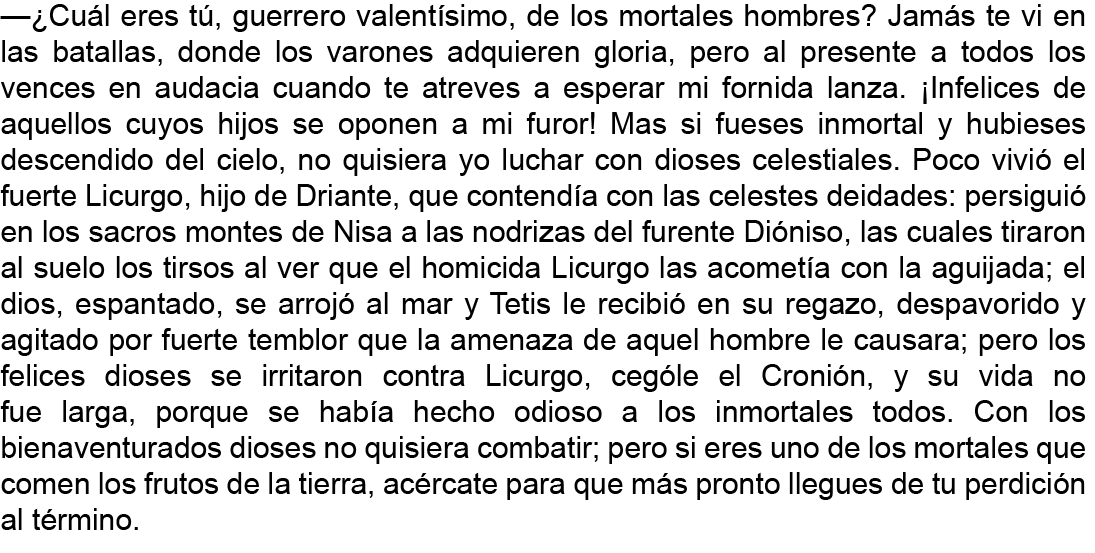 —¿Cuál eres tú, guerrero valentísimo, de los mortales hombres? Jamás te vi en
las batallas, donde los varones adquieren gloria, pero al presente a todos los
vences en audacia cuando te atreves a esperar mi fornida lanza. ¡Infelices de
aquellos cuyos hijos se oponen a mi furor! Mas si fueses inmortal y hubieses
descendido del cielo, no quisiera yo luchar con dioses celestiales. Poco vivió el
fuerte Licurgo, hijo de Driante, que contendía con las celestes deidades: persiguió
en los sacros montes de Nisa a las nodrizas del furente Dióniso, las cuales tiraron
al suelo los tirsos al ver que el homicida Licurgo las acometía con la aguijada; el
dios, espantado, se arrojó al mar y Tetis le recibió en su regazo, despavorido y
agitado por fuerte temblor que la amenaza de aquel hombre le causara; pero los
felices dioses se irritaron contra Licurgo, cególe el Cronión, y su vida no
fue larga, porque se había hecho odioso a los inmortales todos. Con los
bienaventurados dioses no quisiera combatir; pero si eres uno de los mortales que
comen los frutos de la tierra, acércate para que más pronto llegues de tu perdición
al término.